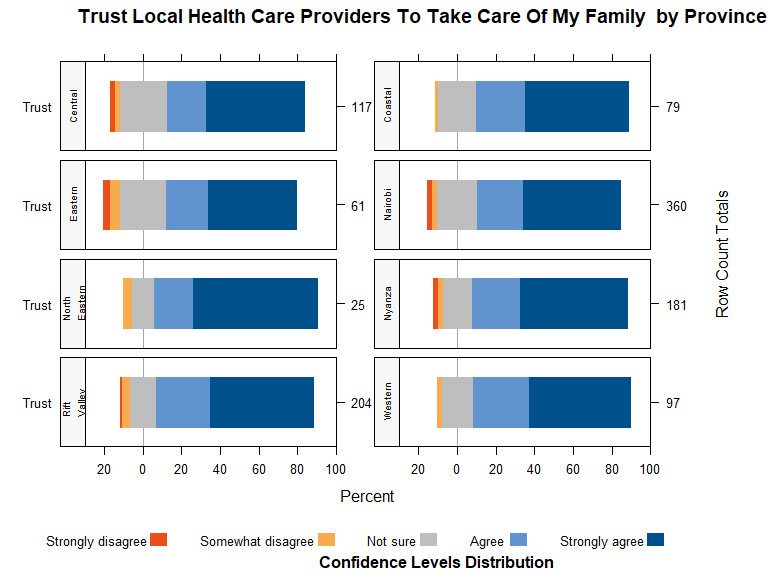 Trust Local Health Care Providers To Take Care Of My Family  by Province
Trust Central 117 Coastal 79
Trust Eastern 61 Nairobi 360
Trust North Eastern 25 Nyanza 181
Trust Rift Valley 204 Western 97
Row Count Totals
20 0 20 40 60 80 100 20 0 20 40 60 80 100
Percent
Strongly disagree Somewhat disagree Not sure Agree Strongly agree
Confidence Levels Distribution